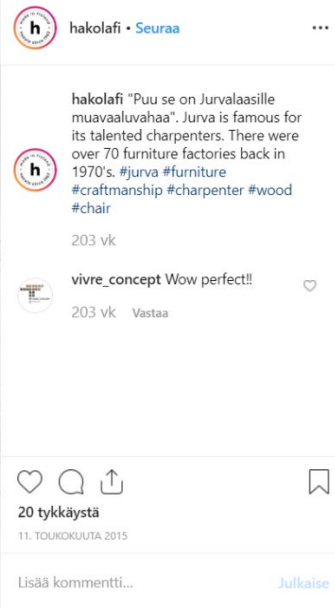 hakolafi • Seuraa
hakolafi "Puu se on Jurvalaasille
muavaaluvahaa". Jurva is famous for
its talented charpenters. There were
over 70 furniture factories back in
1970's. #jurva #furniture
#craftmanship #charpenter #wood
#chair
203 vk
vivre_concept Wow perfect!!
203 vk Vastaa
20 tykkäystä
11. TOUKOKUUTA 2015
Lisää kommentti... Julkaise